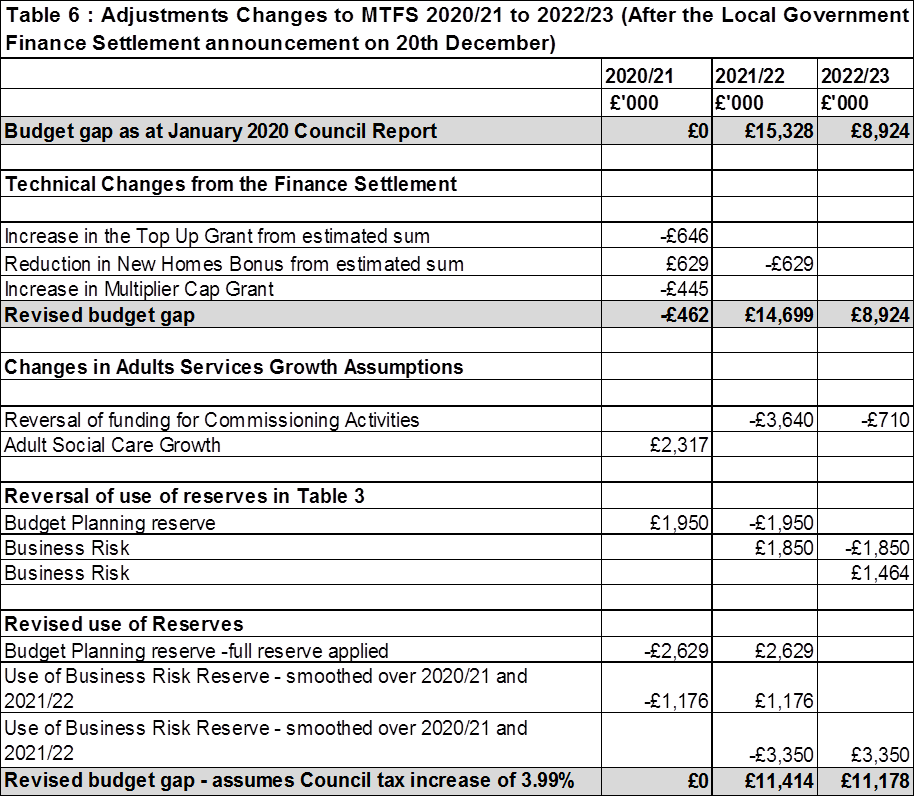 Table 6 : Adjustments Changes to MTFS 2020/21 to 2022/23 (After the Local Government
Finance Settlement announcement on 20th December)
2020/21 2021/22 2022/23
£'000 £'000 £'000
Budget gap as at January 2020 Council Report £0 £15,328 £8,924
Technical Changes from the Finance Settlement
Increase in the Top Up Grant from estimated sum -£646
Reduction in New Homes Bonus from estimated sum £629 -£629
Increase in Multiplier Cap Grant -£445
Revised budget gap -£462 £14,699 £8,924
Changes in Adults Services Growth Assumptions
Reversal of funding for Commissioning Activities -£3,640 -£710
Adult Social Care Growth £2,317
Reversal of use of reserves in Table 3
Budget Planning reserve £1,950 -£1,950
Business Risk £1,850 -£1,850
Business Risk £1,464
Revised use of Reserves
Budget Planning reserve -full reserve applied -£2,629 £2,629
Use of Business Risk Reserve - smoothed over 2020/21 and
2021/22 -£1,176 £1,176
Use of Business Risk Reserve - smoothed over 2020/21 and
2021/22 -£3,350 £3,350
Revised budget gap - assumes Council tax increase of 3.99% £0 £11,414 £11,178